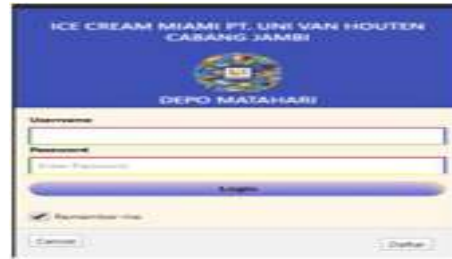 ICE CREAM MIAMI PT. UNI VAN HOUTEN
CABANG JAMBI
DEPO MATAHARI
Username
Password
Enter Password
Login
Remember me
Cancel
Daftar